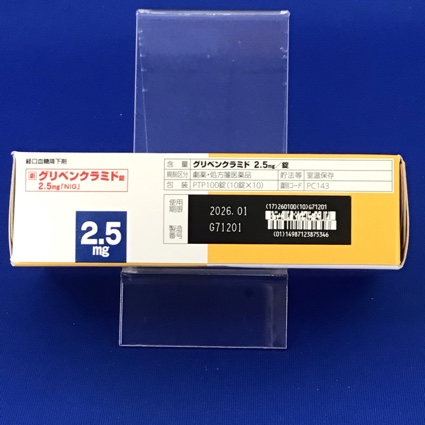 経口血糖降下剤
劇 グリベンクラミド錠
2.5mg「NIG」
2.5
mg
含量 グリベンクラミド 2.5mg/錠
規制区分 劇薬・処方箋医薬品 貯法等 室温保存
包装 PTP100錠(10錠×10) 薬価コード PC143
使用
期限 2026.01
製造
番号 G71201
(17)260100(10)G71201
(01)14987123875346